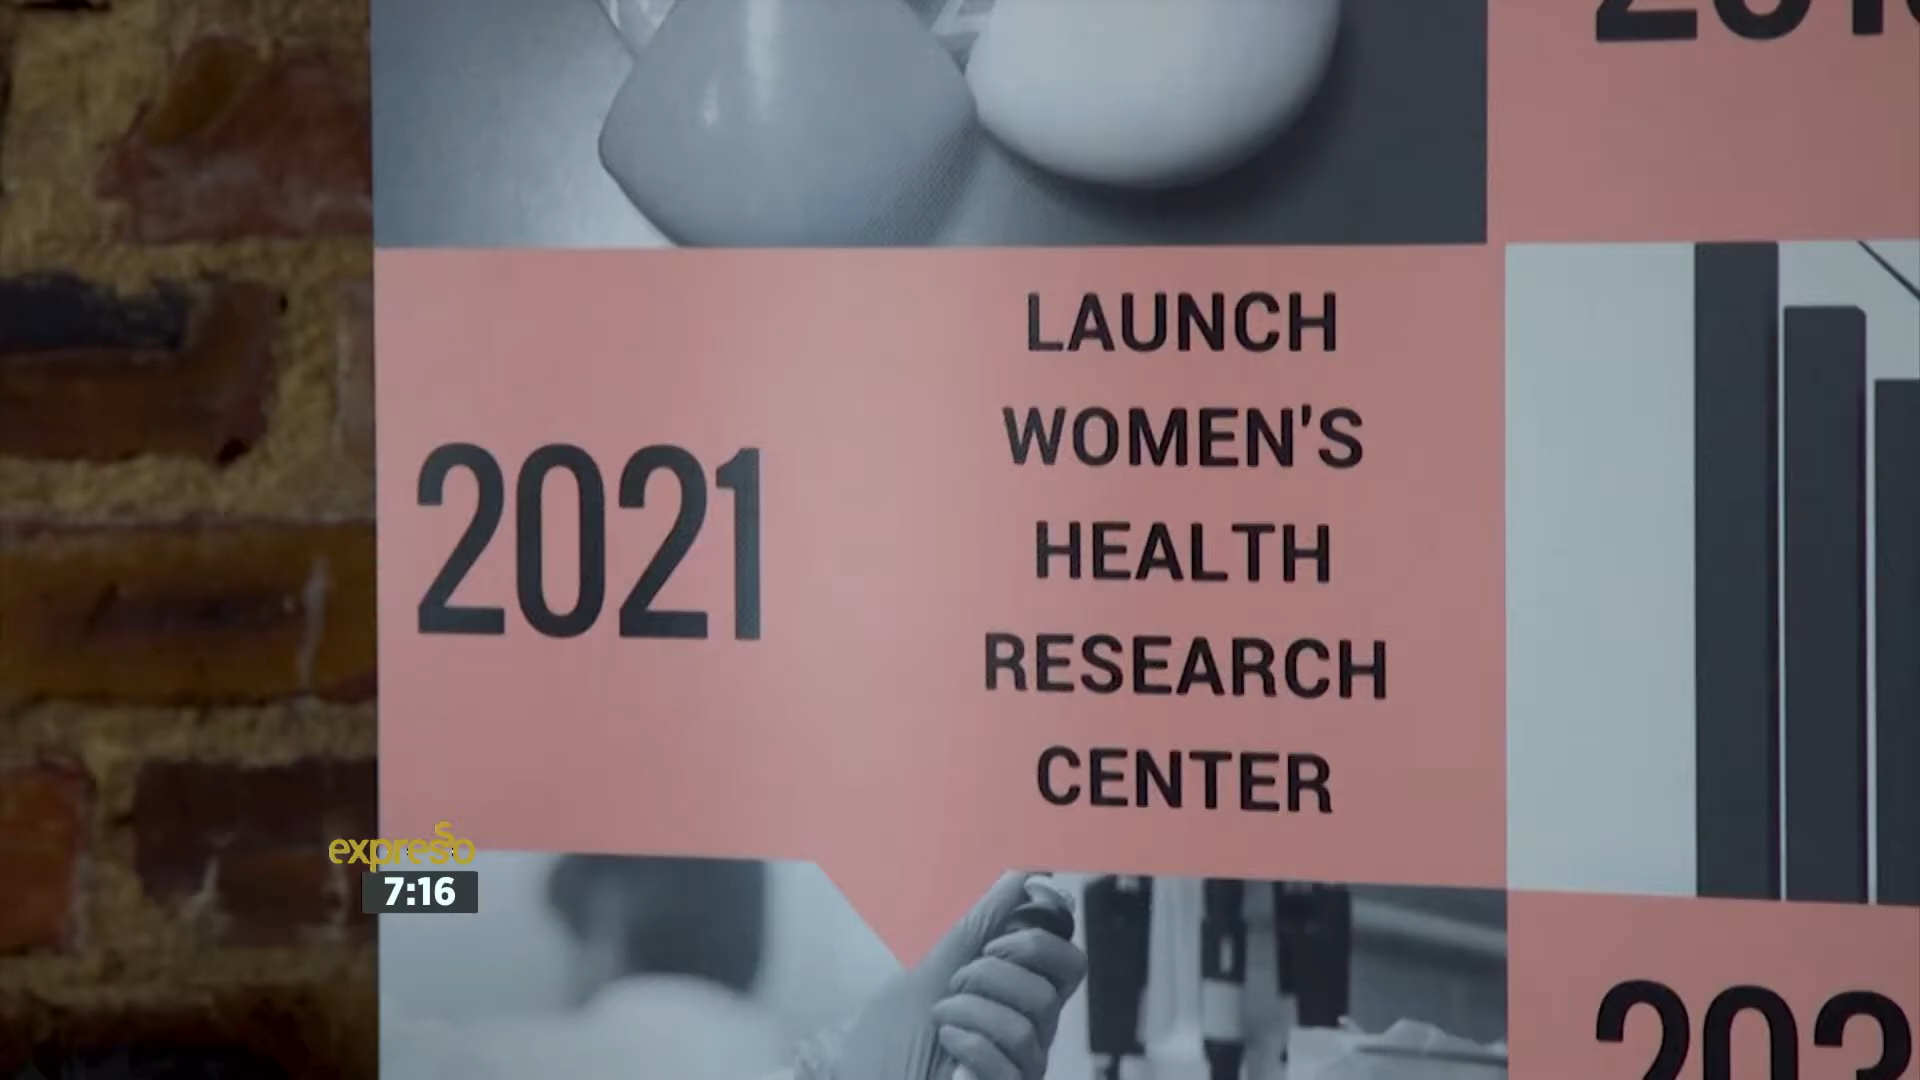 2021
LAUNCH
WOMEN'S
HEALTH
RESEARCH
CENTER
expresso
7:16